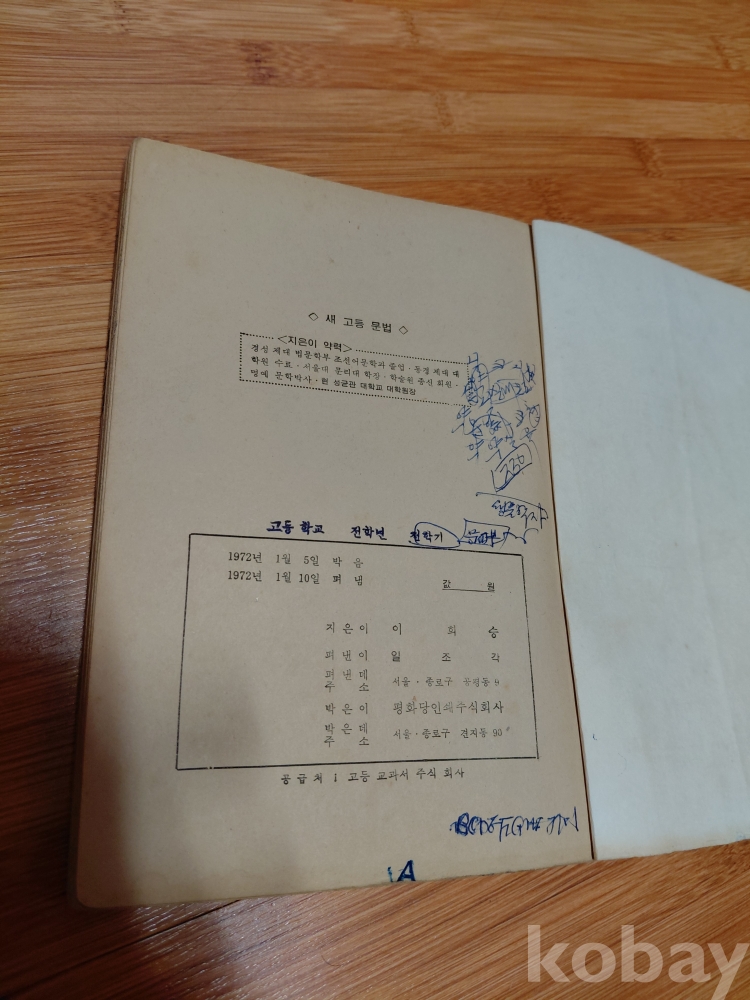 ◇ 새 고등 문법 ◇
<지은이 약력>
경성 제대 법문학부 조선어문학과 졸업 · 동경 제대 대
학원 수료 · 서울대 문리대 학장 · 학술원 종신 회원 ·
명예 문학박사 · 현 성균관 대학교 대학원장
고등학교 전학년 전학기
1972년 1월 5일 박음
1972년 1월 10일 펴냄
값 원
지은이 이 희 승
펴낸이 일 조 각
펴낸데
주 소 서울 · 종로구 공평동 9
박은이 평화당인쇄주식회사
박은데
주 소 서울 · 종로구 견지동 90
공급처 : 고등 교과서 주식 회사
A
kobay